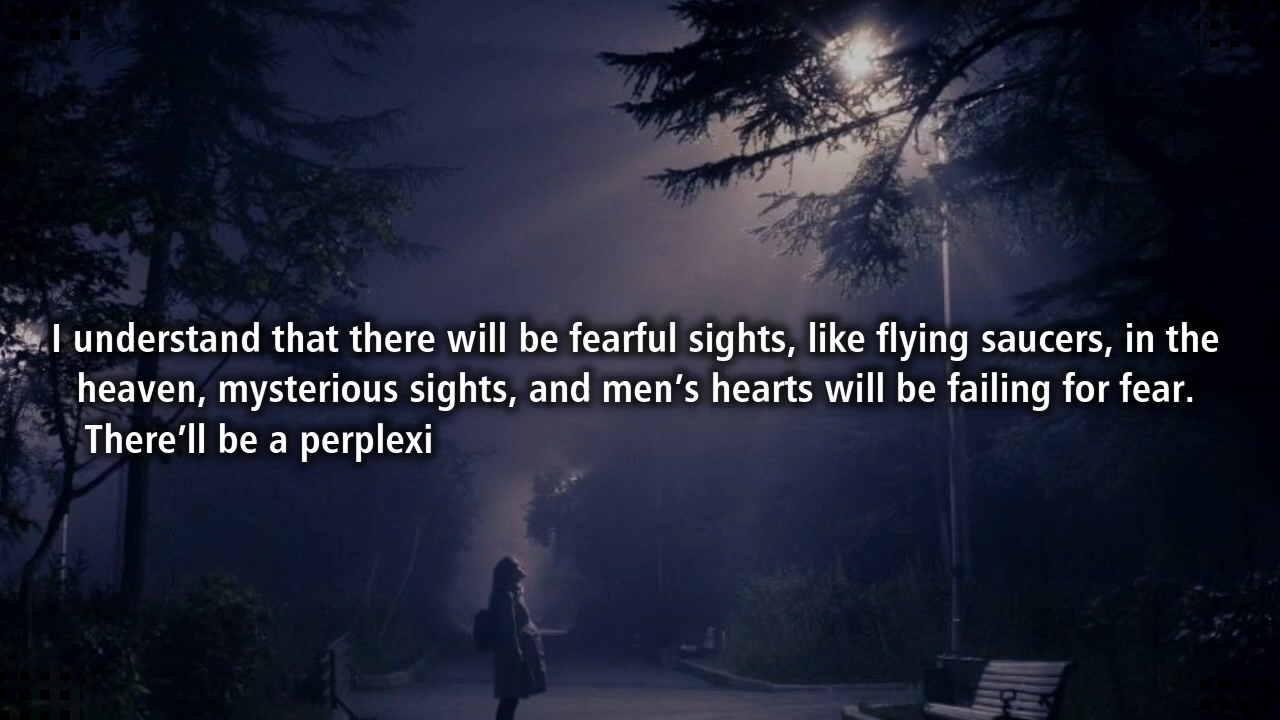 I understand that there will be fearful sights, like flying saucers, in the
heaven, mysterious sights, and men’s hearts will be failing for fear.
There’ll be a perplexi